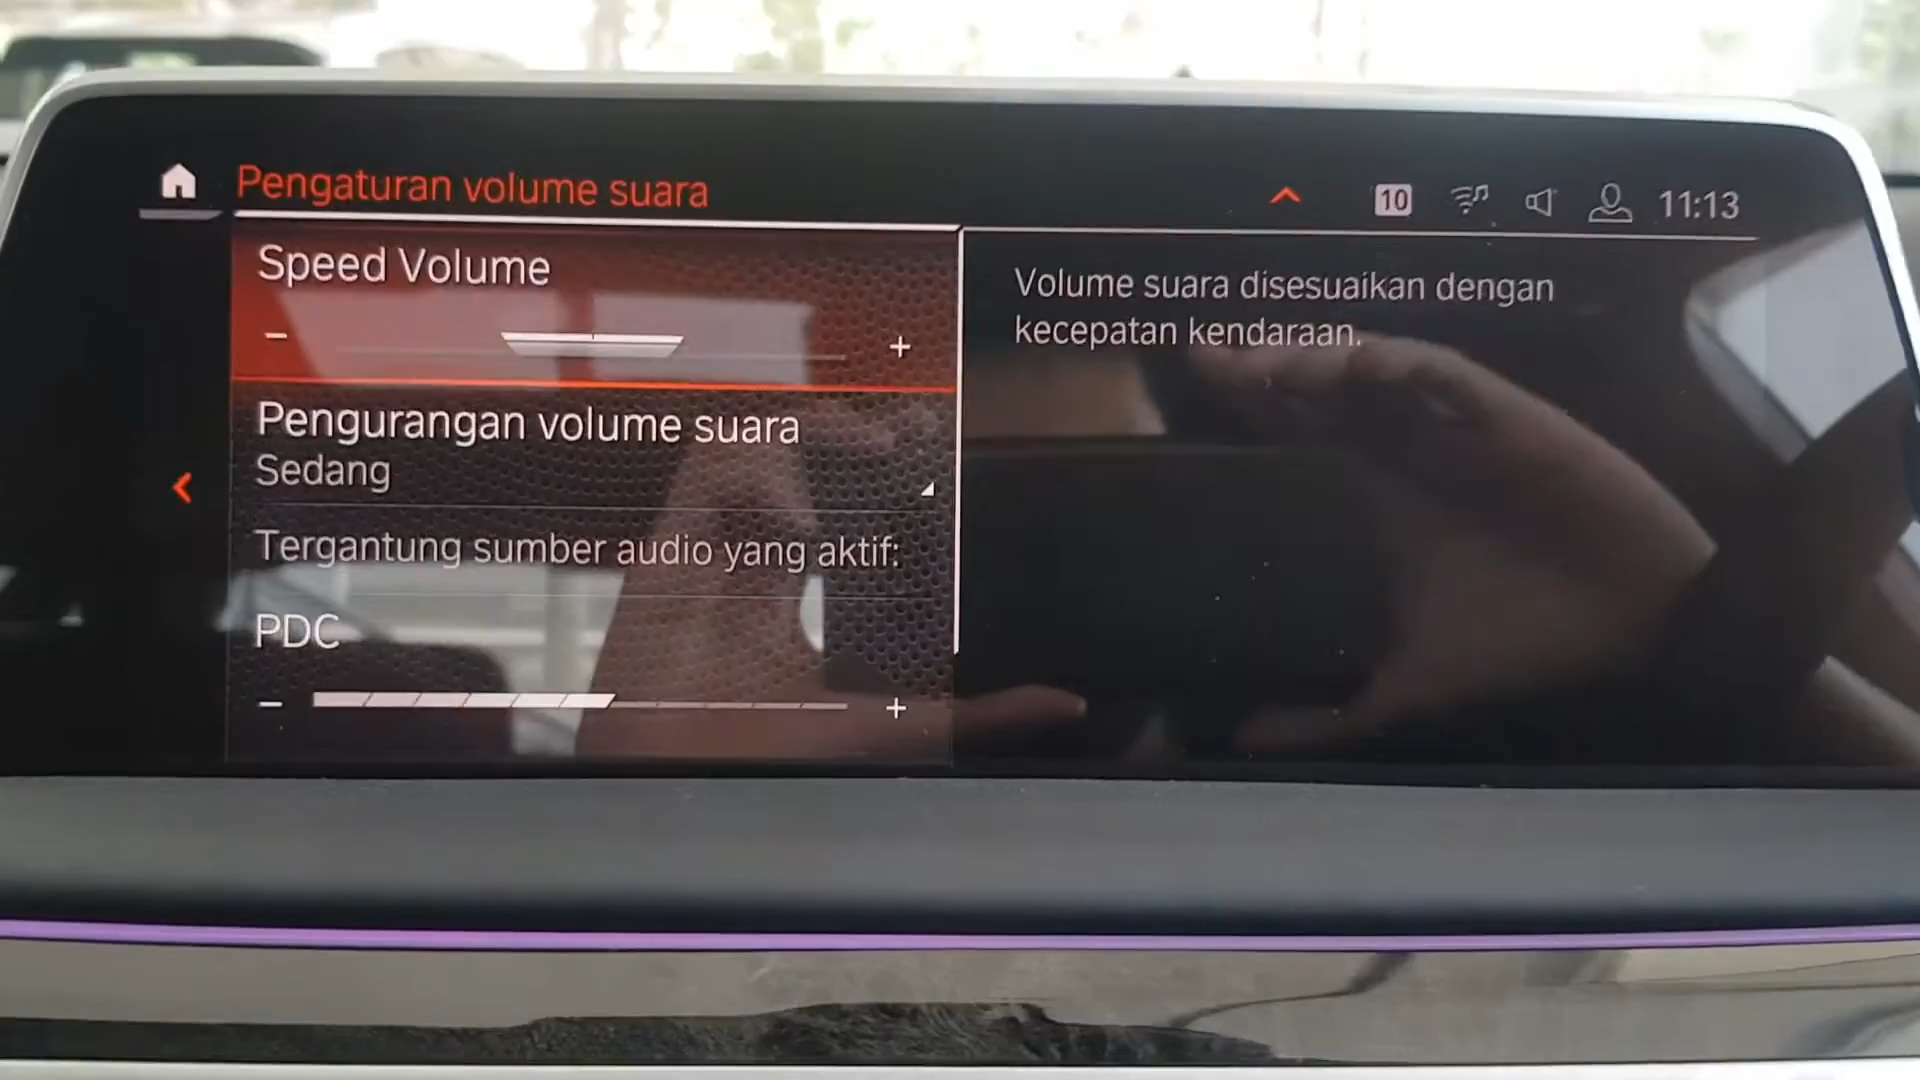 Pengaturan volume suara
10
11:13
Speed Volume
- +
Pengurangan volume suara
Sedang
Tergantung sumber audio yang aktif:
PDC
- +
Volume suara disesuaikan dengan
kecepatan kendaraan.